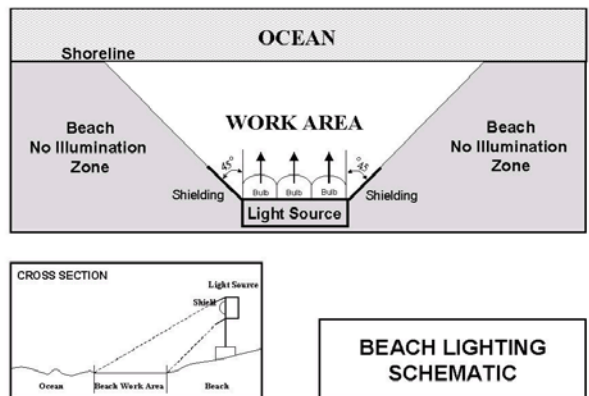 OCEAN
Shoreline
WORK AREA
Beach
No Illumination
Zone
Beach
No Illumination
Zone
45°
45°
Shielding
Bulb Bulb Bulb
Shielding
Light Source
CROSS SECTION
Light Source
Shield
Ocean
Beach Work Area
Beach
BEACH LIGHTING
SCHEMATIC